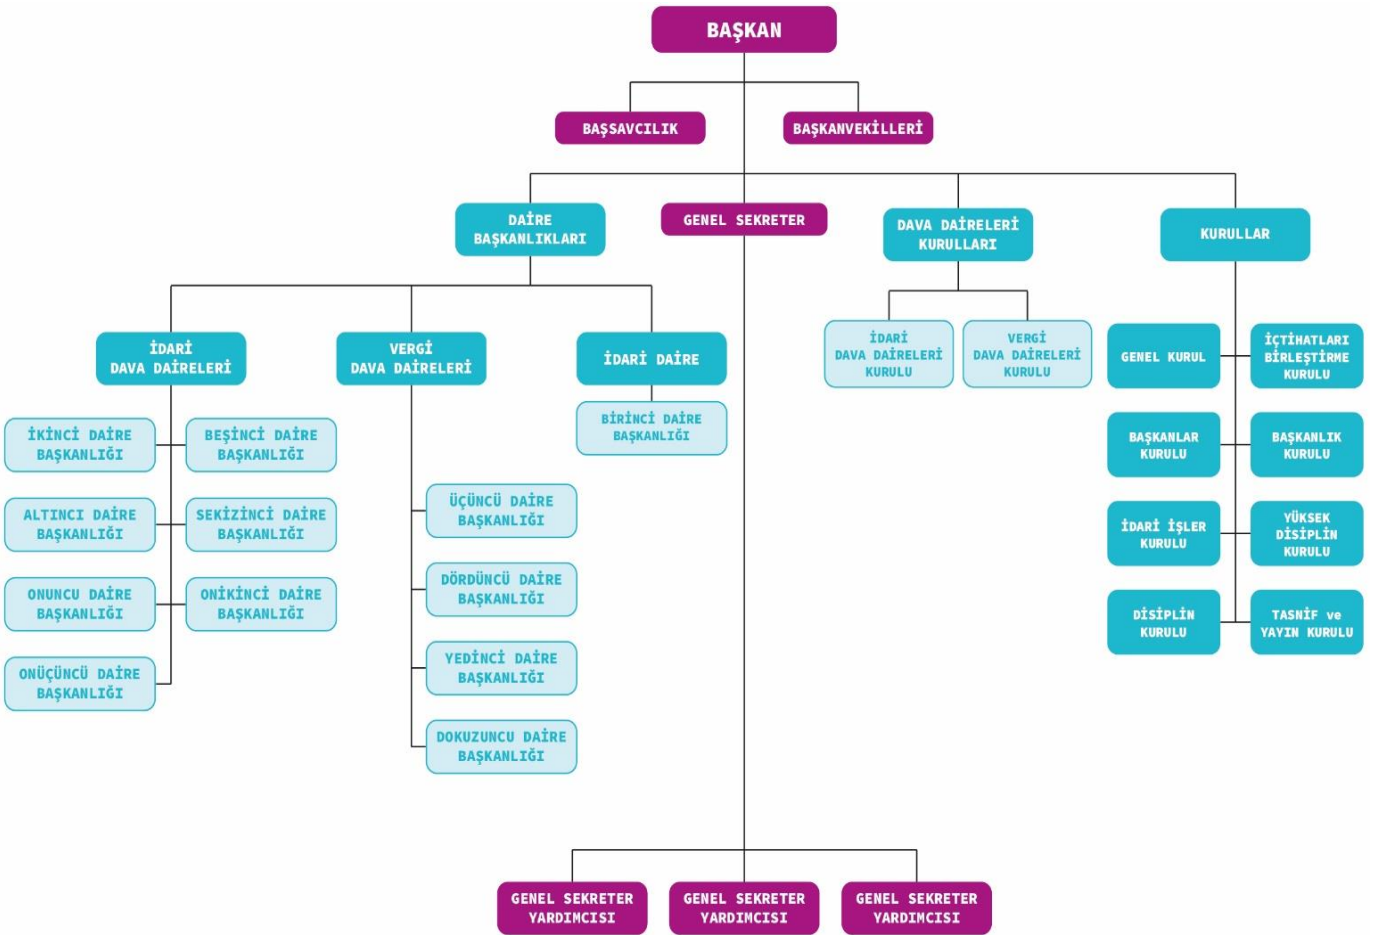 BAŞKAN
BAŞSAVCILIK
BAŞKANVEKİLLERİ
DAİRE
BAŞKANLIKLARI
GENEL SEKRETER
DAVA DAİRELERİ
KURULLARI
KURULLAR
İDARİ
DAVA DAİRELERİ
VERGİ
DAVA DAİRELERİ
İDARİ DAİRE
BİRİNCİ DAİRE
BAŞKANLIĞI
İDARİ
DAVA DAİRELERİ
KURULU
VERGİ
DAVA DAİRELERİ
KURULU
GENEL KURUL
İÇTİHATLARI
BİRLEŞTİRME
KURULU
BAŞKANLAR
KURULU
BAŞKANLIK
KURULU
İDARİ İŞLER
KURULU
YÜKSEK
DİSİPLİN
KURULU
DİSİPLİN
KURULU
TASNİF ve
YAYIN KURULU
İKİNCİ DAİRE
BAŞKANLIĞI
BEŞİNCİ DAİRE
BAŞKANLIĞI
ALTINCI DAİRE
BAŞKANLIĞI
SEKİZİNCİ DAİRE
BAŞKANLIĞI
ONUNCU DAİRE
BAŞKANLIĞI
ONİKİNCİ DAİRE
BAŞKANLIĞI
ONÜÇÜNCÜ DAİRE
BAŞKANLIĞI
ÜÇÜNCÜ DAİRE
BAŞKANLIĞI
DÖRDÜNCÜ DAİRE
BAŞKANLIĞI
YEDİNCİ DAİRE
BAŞKANLIĞI
DOKUZUNCU DAİRE
BAŞKANLIĞI
GENEL SEKRETER
YARDIMCISI
GENEL SEKRETER
YARDIMCISI
GENEL SEKRETER
YARDIMCISI